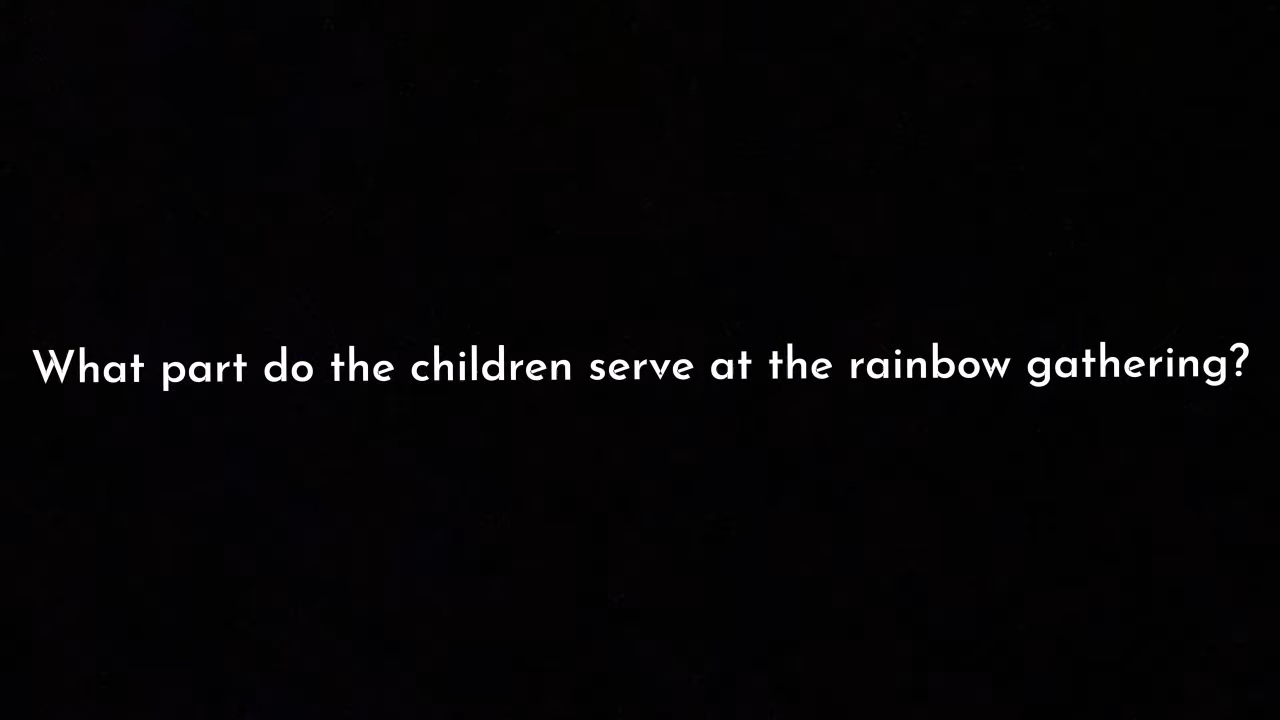 What part do the children serve at the rainbow gathering?